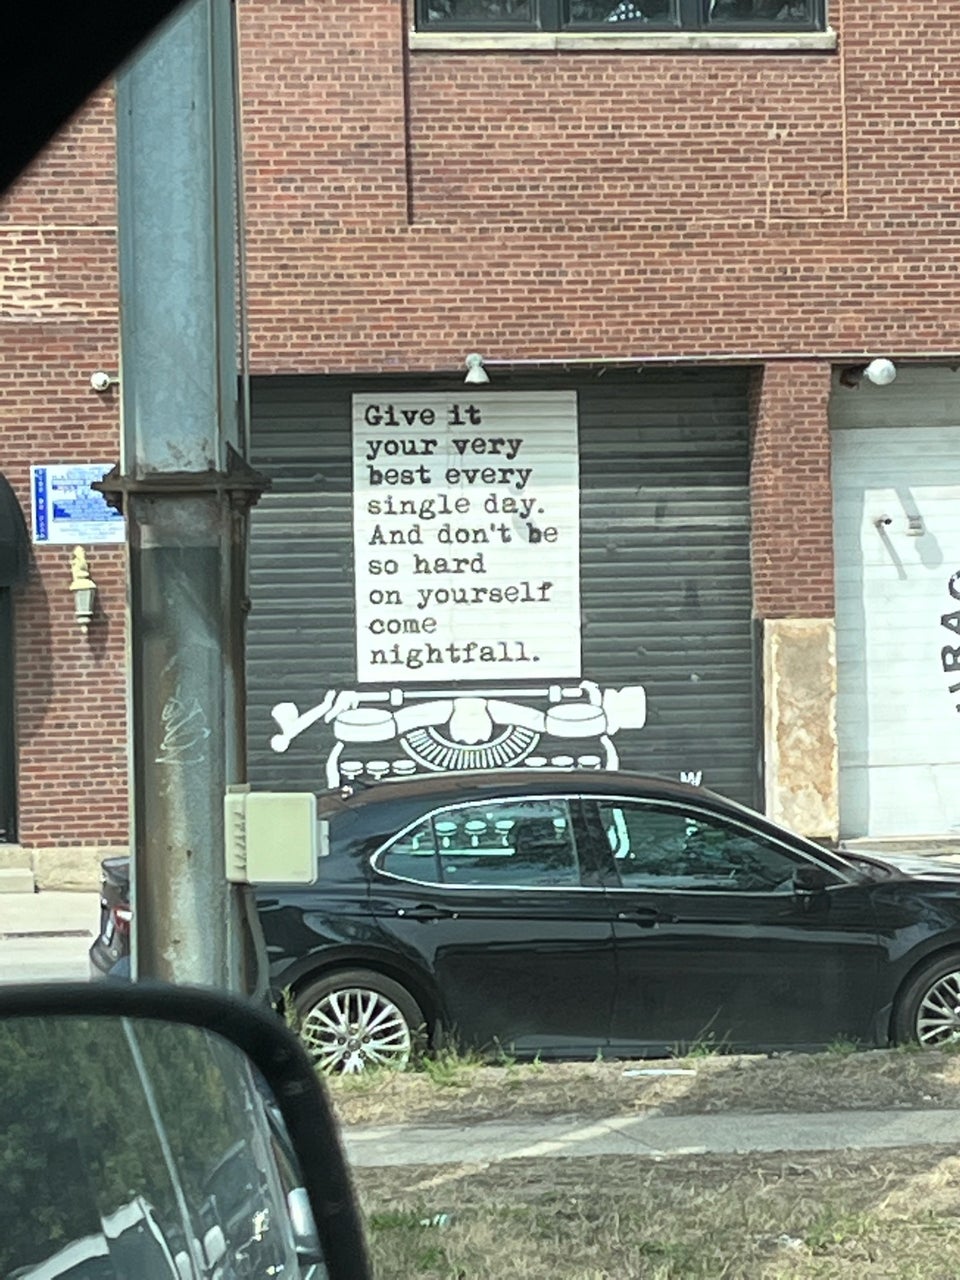 Give it
your very
best every
single day.
And don't be
so hard
on yourself
come
nightfall.